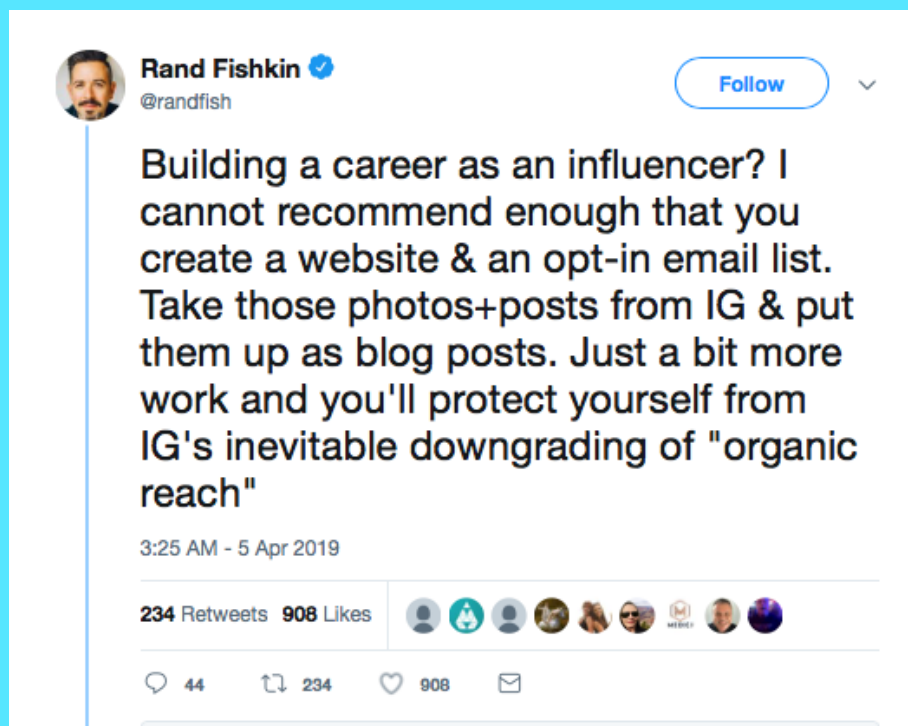 Rand Fishkin
@randfish
Follow
Building a career as an influencer? I
cannot recommend enough that you
create a website & an opt-in email list.
Take those photos+posts from IG & put
them up as blog posts. Just a bit more
work and you'll protect yourself from
IG's inevitable downgrading of "organic
reach"
3:25 AM - 5 Apr 2019
234 Retweets 908 Likes
MEDICI
44 234 908